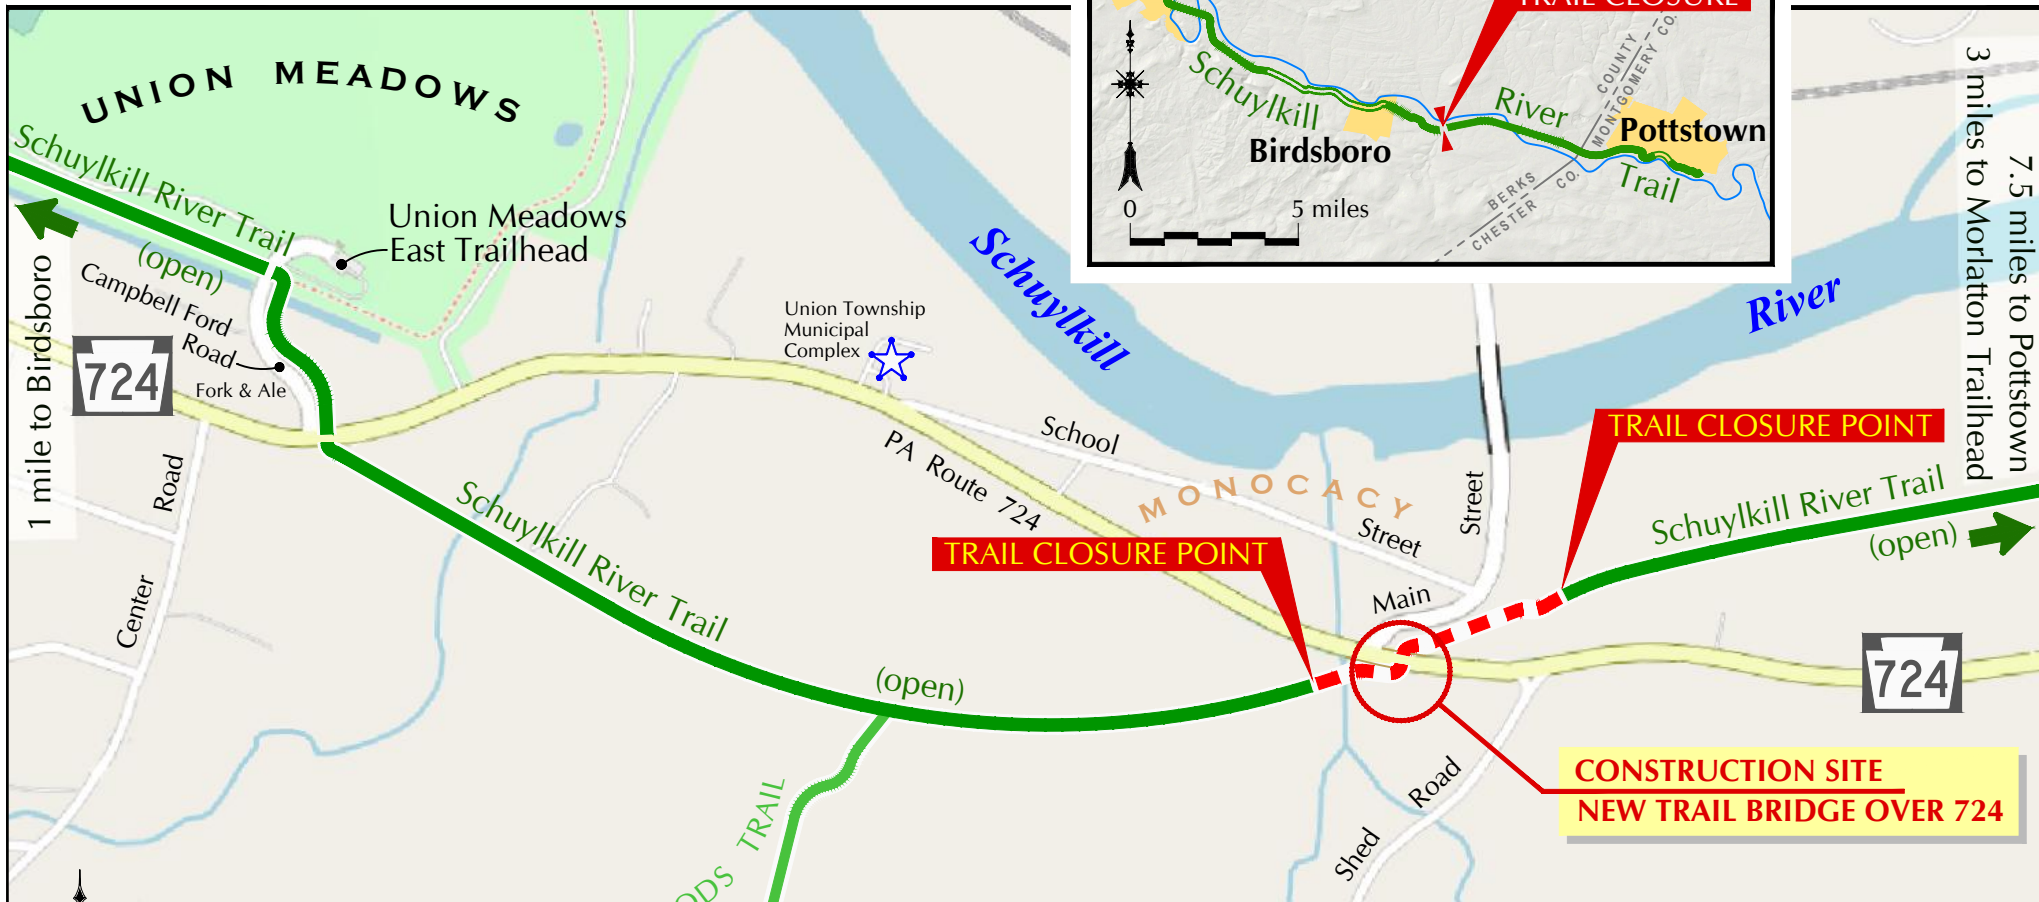 UNION MEADOWS
Schuylkill River Trail
(open)
1 mile to Birdsboro
Union Meadows
East Trailhead
Campbell Ford
Road
Fork & Ale
724
Road
Center
Union Township
Municipal
Complex
Schuylkill
River
TRAIL CLOSURE
Schuylkill
River
Trail
Birdsboro
Pottstown
COUNTY
MONTGOMERY CO.
BERKS
CO.
CHESTER
0
5 miles
3 miles to Morlatton Trailhead
7.5 miles to Pottstown
School
Street
PA Route 724
MONOCACY
Street
Main
TRAIL CLOSURE POINT
TRAIL CLOSURE POINT
Schuylkill River Trail
(open)
Schuylkill River Trail
(open)
724
CONSTRUCTION SITE
NEW TRAIL BRIDGE OVER 724
Road
Shed
ODS TRAIL